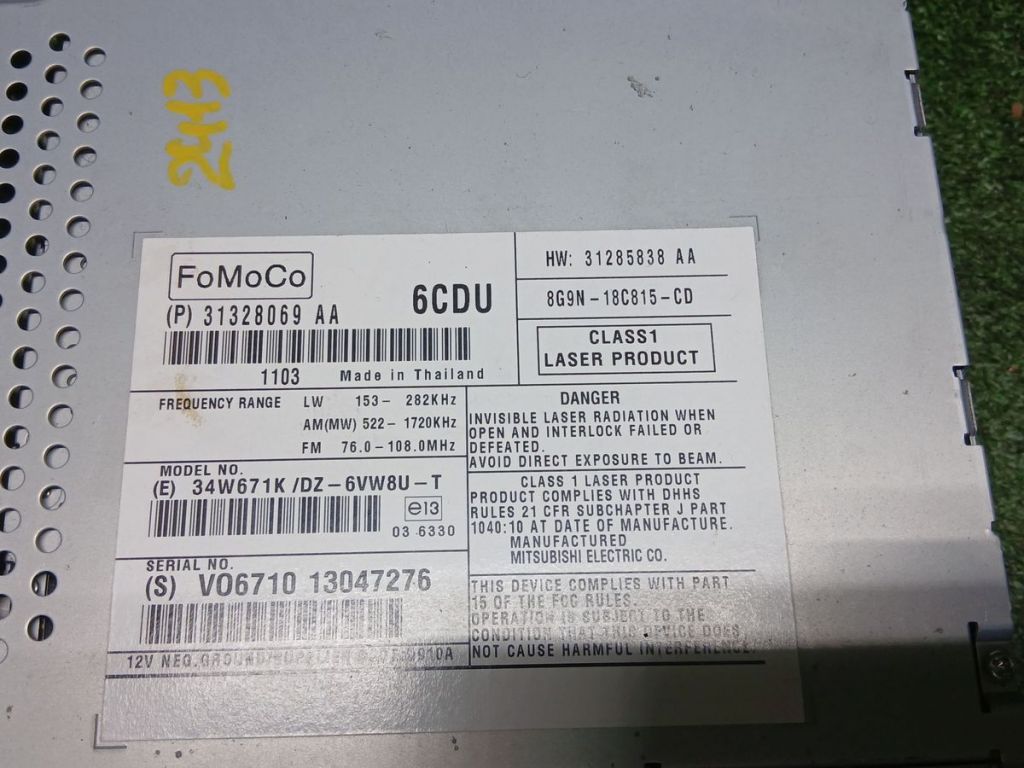 2413
FoMoCo
6CDU
(P) 31328069 AA
1103 Made in Thailand
HW: 31285838 AA
8G9N-18C815-CD
CLASS1
LASER PRODUCT
FREQUENCY RANGE LW 153- 282KHz
AM(MW) 522- 1720KHz
FM 76.0-108.0MHz
MODEL NO.
(E) 34W671K/DZ-6VW8U-T
e13
03 6330
SERIAL NO.
(S) VO6710 13047276
12V NEG.GROUND
DANGER
INVISIBLE LASER RADIATION WHEN
OPEN AND INTERLOCK FAILED OR
DEFEATED.
AVOID DIRECT EXPOSURE TO BEAM.
CLASS 1 LASER PRODUCT
PRODUCT COMPLIES WITH DHHS
RULES 21 CFR SUBCHAPTER J PART
1040:10 AT DATE OF MANUFACTURE.
MANUFACTURED
MITSUBISHI ELECTRIC CO.
THIS DEVICE COMPLIES WITH PART
15 OF THE FCC RULES.
OPERATION IS SUBJECT TO THE
CONDITION THAT THIS DEVICE DOES
NOT CAUSE HARMFUL INTERFERENCE.